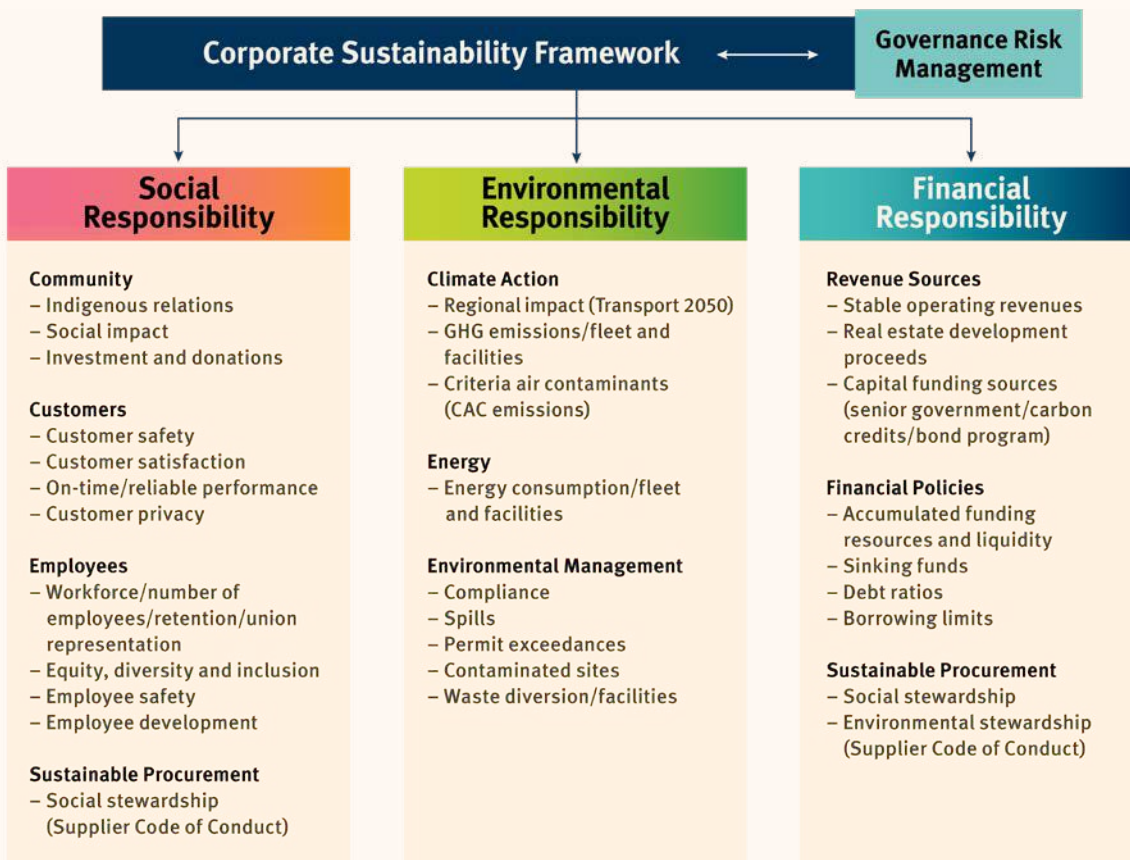 Corporate Sustainability Framework
Governance Risk
Management
Social
Responsibility
Community
– Indigenous relations
– Social impact
– Investment and donations
Customers
– Customer safety
– Customer satisfaction
– On-time/reliable performance
– Customer privacy
Employees
– Workforce/number of
employees/retention/union
representation
– Equity, diversity and inclusion
– Employee safety
– Employee development
Sustainable Procurement
– Social stewardship
(Supplier Code of Conduct)
Environmental
Responsibility
Climate Action
– Regional impact (Transport 2050)
– GHG emissions/fleet and
facilities
– Criteria air contaminants
(CAC emissions)
Energy
– Energy consumption/fleet
and facilities
Environmental Management
– Compliance
– Spills
– Permit exceedances
– Contaminated sites
– Waste diversion/facilities
Financial
Responsibility
Revenue Sources
– Stable operating revenues
– Real estate development
proceeds
– Capital funding sources
(senior government/carbon
credits/bond program)
Financial Policies
– Accumulated funding
resources and liquidity
– Sinking funds
– Debt ratios
– Borrowing limits
Sustainable Procurement
– Social stewardship
– Environmental stewardship
(Supplier Code of Conduct)